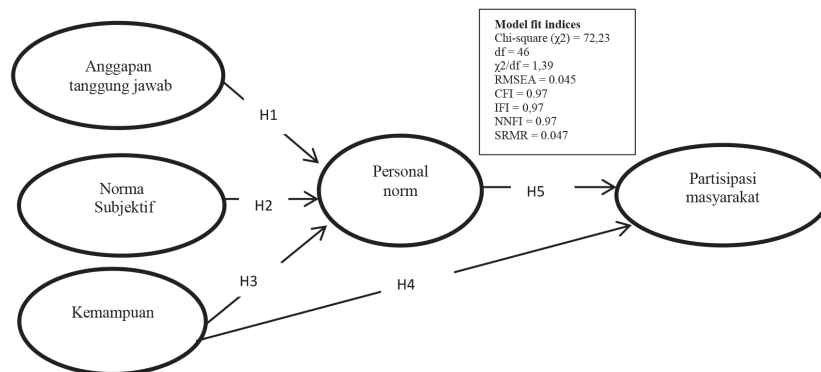 Model fit indices
Chi-square (χ2) = 72,23
df = 46
χ2/df = 1,39
RMSEA = 0.045
CFI = 0.97
IFI = 0,97
NNFI = 0.97
SRMR = 0.047
Anggapan
tanggung jawab
H1
Norma
Subjektif
H2
Personal
norm
H5
Partisipasi
masyarakat
H3
Kemampuan
H4